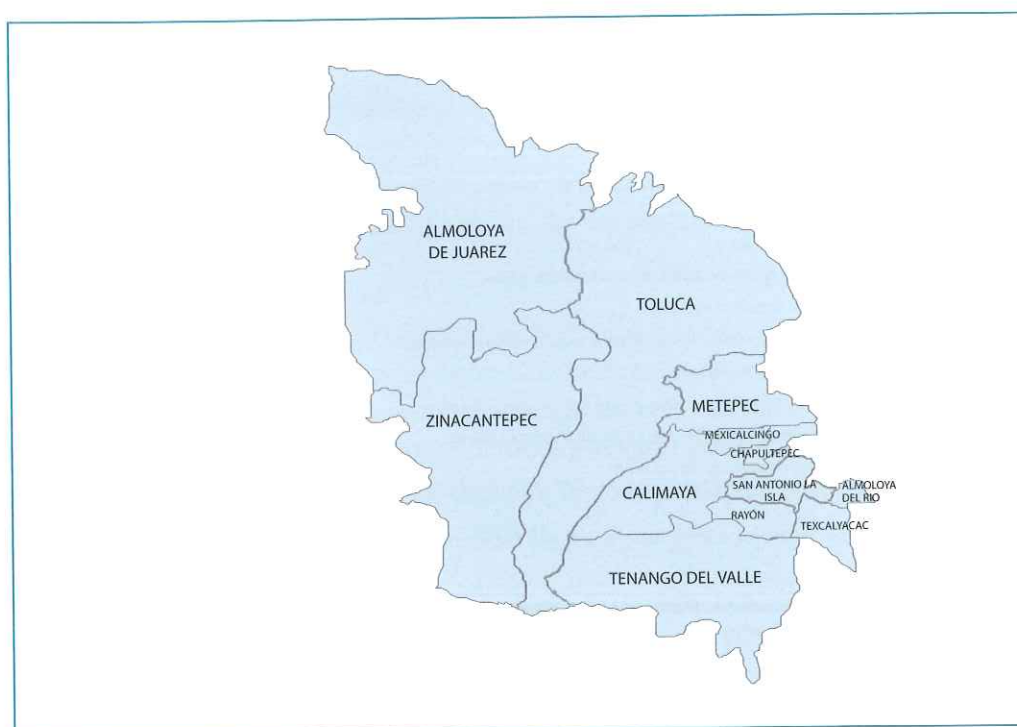 ALMOLOYA
DE JUAREZ
TOLUCA
METEPEC
ZINACANTEPEC
MEXICALCINGO
CHAPULTEPEC
CALIMAYA
SAN ANTONIO LA
ISLA
ALMOLOYA
DEL RIO
RAYÓN
TEXCALYACAC
TENANGO DEL VALLE